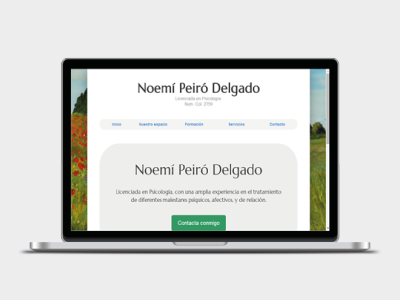 Noemí Peiró Delgado
Licenciada en Psicología
Núm. Col. 2750
Inicio Nuestro espacio Formación Servicios Contacto
Noemí Peiró Delgado
Licenciada en Psicología, con una amplia experiencia en el tratamiento
de diferentes malestares psíquicos, afectivos, y de relación.
Contacta conmigo